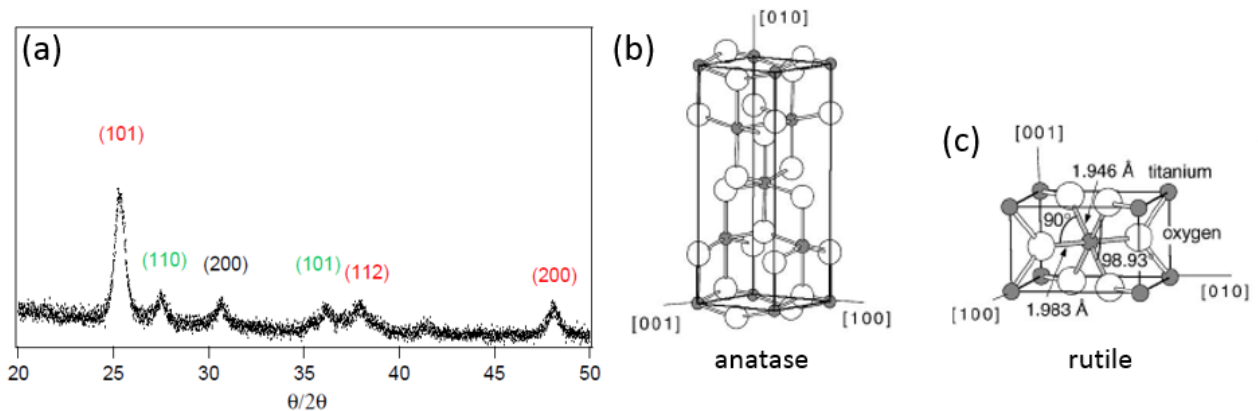 (a)
(101)
(110)
(200)
(101)
(112)
(200)
20 25 30 35 40 45 50
θ/2θ
(b)
[010]
[001]
[100]
anatase
(c)
[001]
1.946 Å
titanium
90°
oxygen
98.93°
[100]
1.983 Å
[010]
rutile